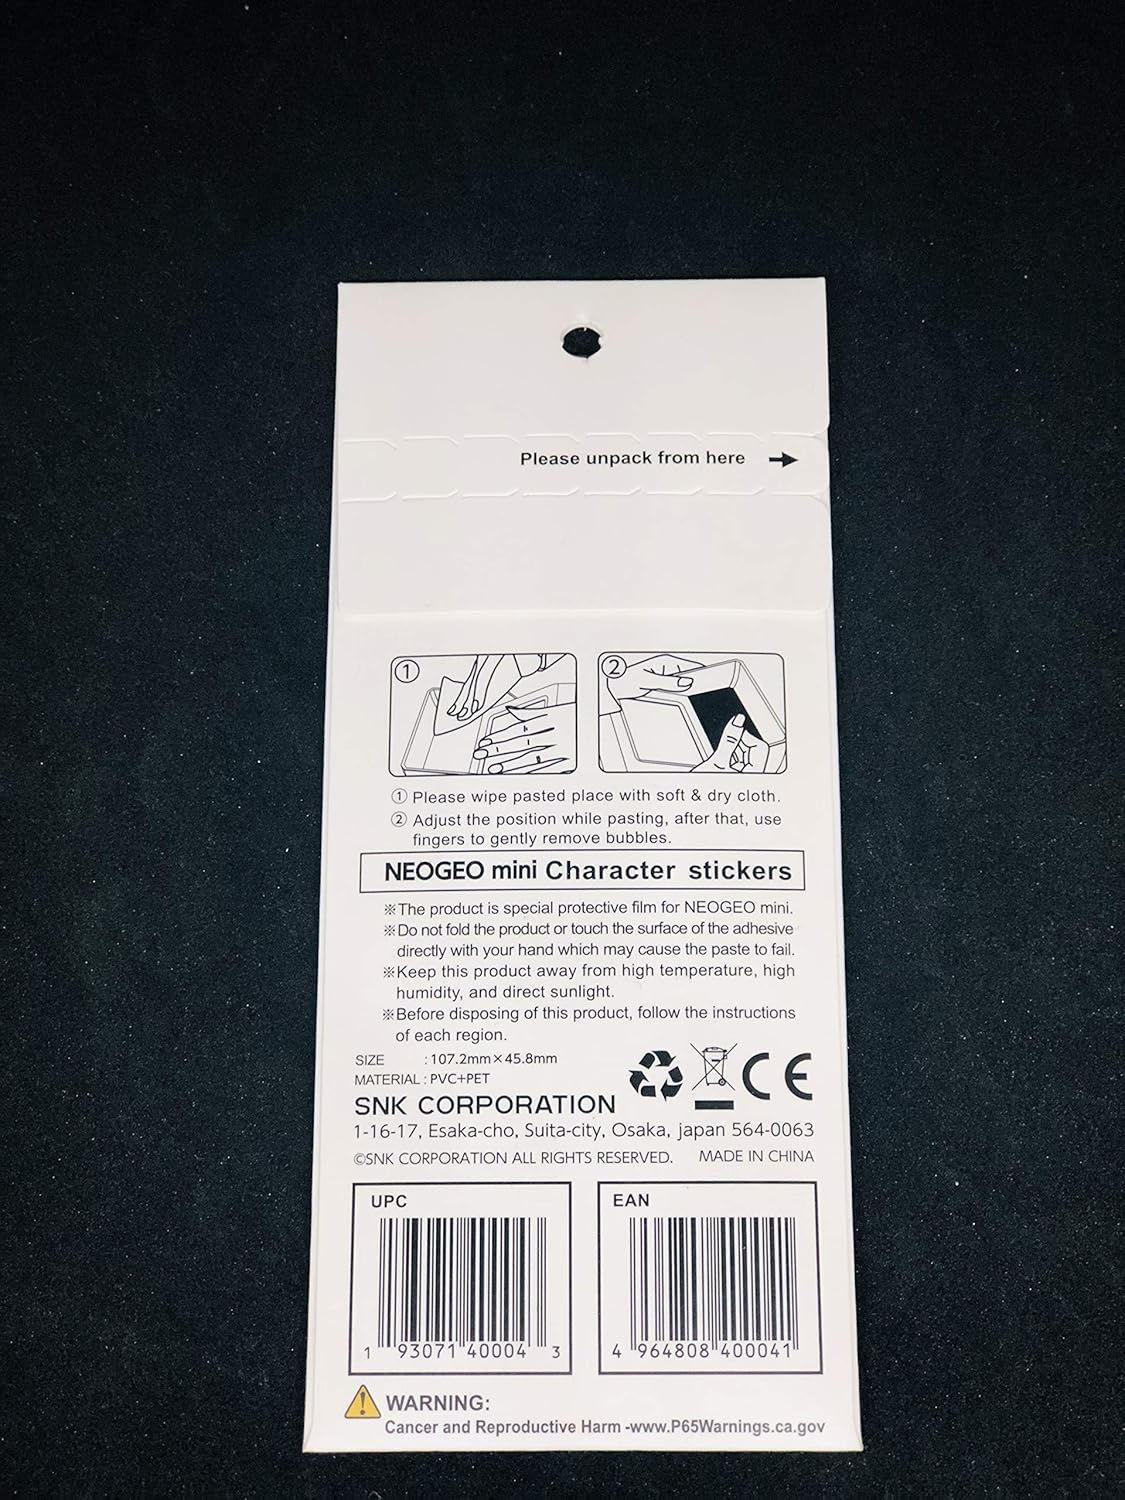 Please unpack from here →
① ②
① Please wipe pasted place with soft & dry cloth.
② Adjust the position while pasting, after that, use
fingers to gently remove bubbles.
NEOGEO mini Character stickers
※The product is special protective film for NEOGEO mini.
※Do not fold the product or touch the surface of the adhesive
directly with your hand which may cause the paste to fail.
※Keep this product away from high temperature, high
humidity, and direct sunlight.
※Before disposing of this product, follow the instructions
of each region.
SIZE : 107.2mm×45.8mm
MATERIAL : PVC+PET
CE
SNK CORPORATION
1-16-17, Esaka-cho, Suita-city, Osaka, japan 564-0063
©SNK CORPORATION ALL RIGHTS RESERVED. MADE IN CHINA
UPC EAN
1 93071 40004 3 4 964808 400041
WARNING:
Cancer and Reproductive Harm -www.P65Warnings.ca.gov